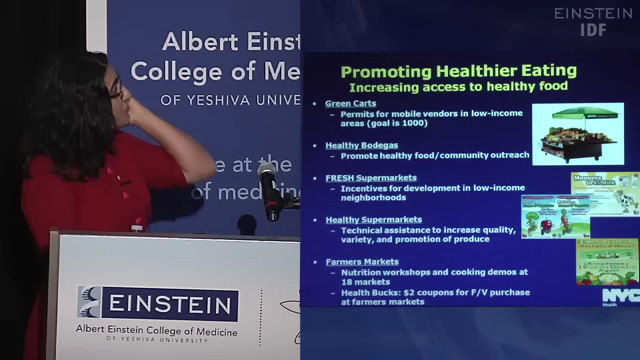 EINSTEIN
IDF
Albert Einst
College of Medi
OF YESHIVA UNIVERSI
e at the
of medicin
EINSTEIN
Albert Einstein College of Medicine
OF YESHIVA UNIVERSITY
Promoting Healthier Eating
Increasing access to healthy food
• Green Carts
– Permits for mobile vendors in low-income
areas (goal is 1000)
• Healthy Bodegas
– Promote healthy food/community outreach
• FRESH Supermarkets
– Incentives for development in low-income
neighborhoods
• Healthy Supermarkets
– Technical assistance to increase quality,
variety, and promotion of produce
• Farmers Markets
– Nutrition workshops and cooking demos at
18 markets
– Health Bucks: $2 coupons for F/V purchase
at farmers markets
NYC
Health